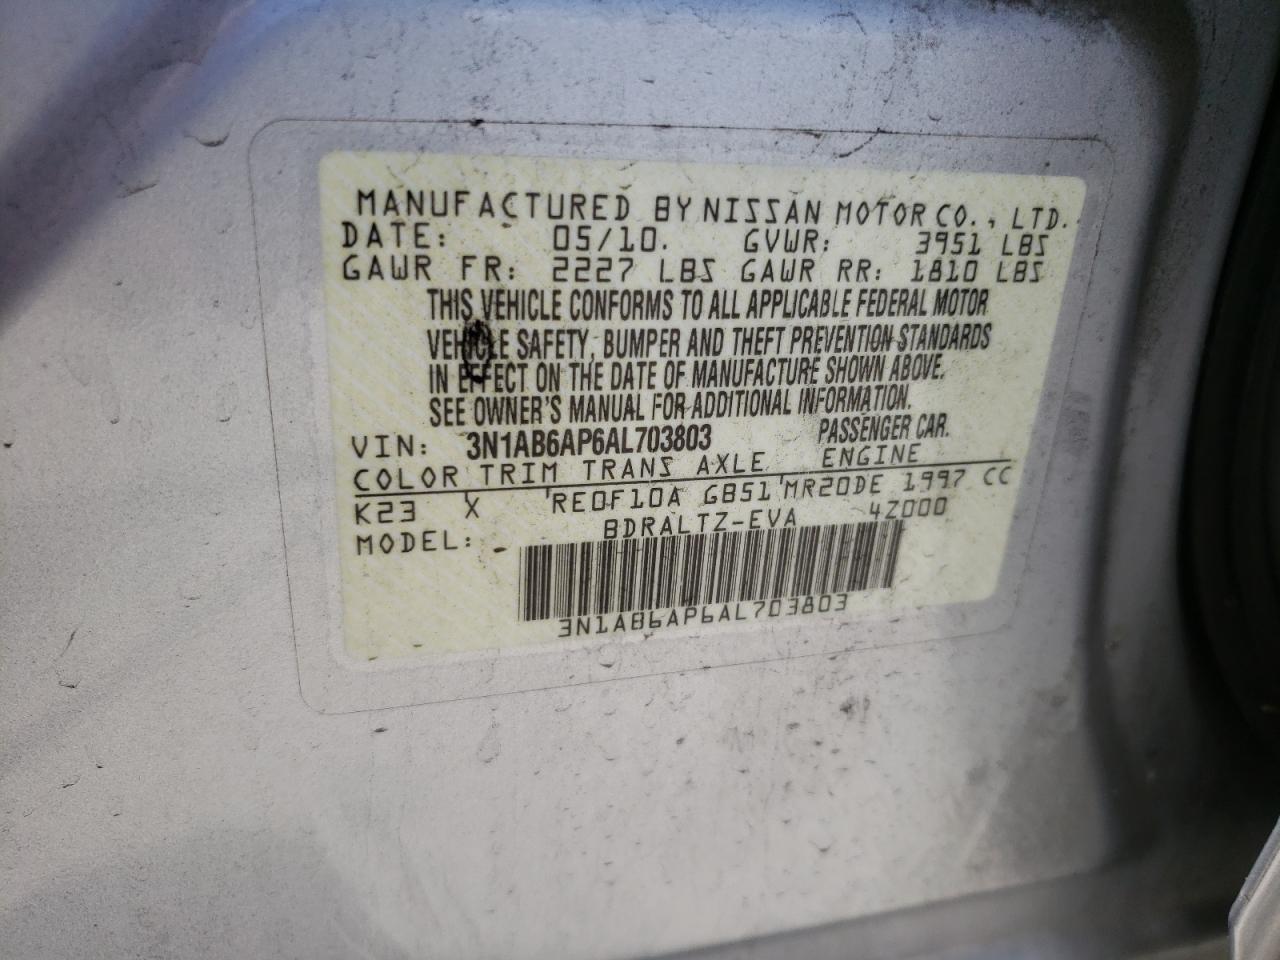 MANUFACTURED BY NISSAN MOTOR CO., LTD.
DATE: 05/10. GVWR: 3951 LBS
GAWR FR: 2227 LBS GAWR RR: 1810 LBS
THIS VEHICLE CONFORMS TO ALL APPLICABLE FEDERAL MOTOR
VEHICLE SAFETY, BUMPER AND THEFT PREVENTION STANDARDS
IN EFFECT ON THE DATE OF MANUFACTURE SHOWN ABOVE.
SEE OWNER'S MANUAL FOR ADDITIONAL INFORMATION.
VIN: 3N1AB6AP6AL703803 PASSENGER CAR.
COLOR TRIM TRANS AXLE ENGINE
K23 X RE0F10A GB51 MR20DE 1997 CC
MODEL: BDRALTZ-EVA 4Z000
3N1AB6AP6AL703803